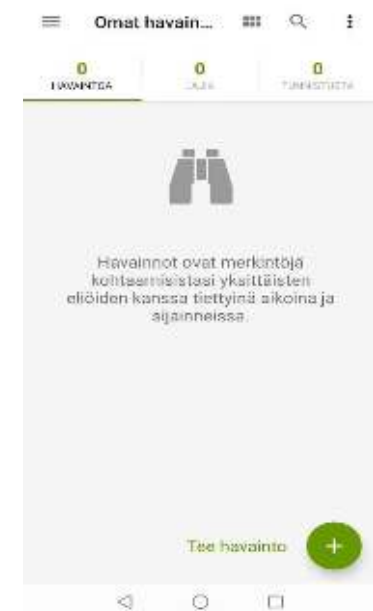 Omat havain...
0 0 0
HAVAINTOA LAJIA TUNNISTUSTA
Havainnot ovat merkintöjä
kohtaamisistasi yksittäisten
eliöiden kanssa tiettyinä aikoina ja
sijainneissa.
Tee havainto